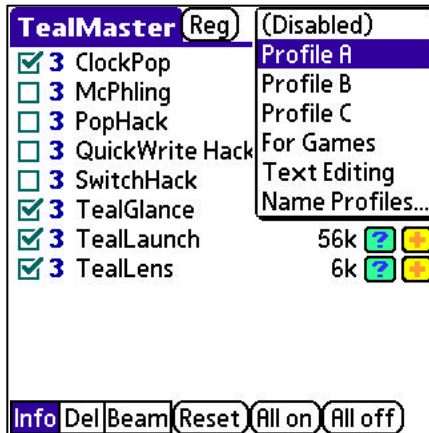 TealMaster Reg (Disabled)
3 ClockPop Profile A
3 McPhling Profile B
3 PopHack Profile C
3 QuickWrite Hack For Games
3 SwitchHack Text Editing
3 TealGlance Name Profiles...
3 TealLaunch 56k ? +
3 TealLens 6k ? +
Info Del Beam Reset All on All off